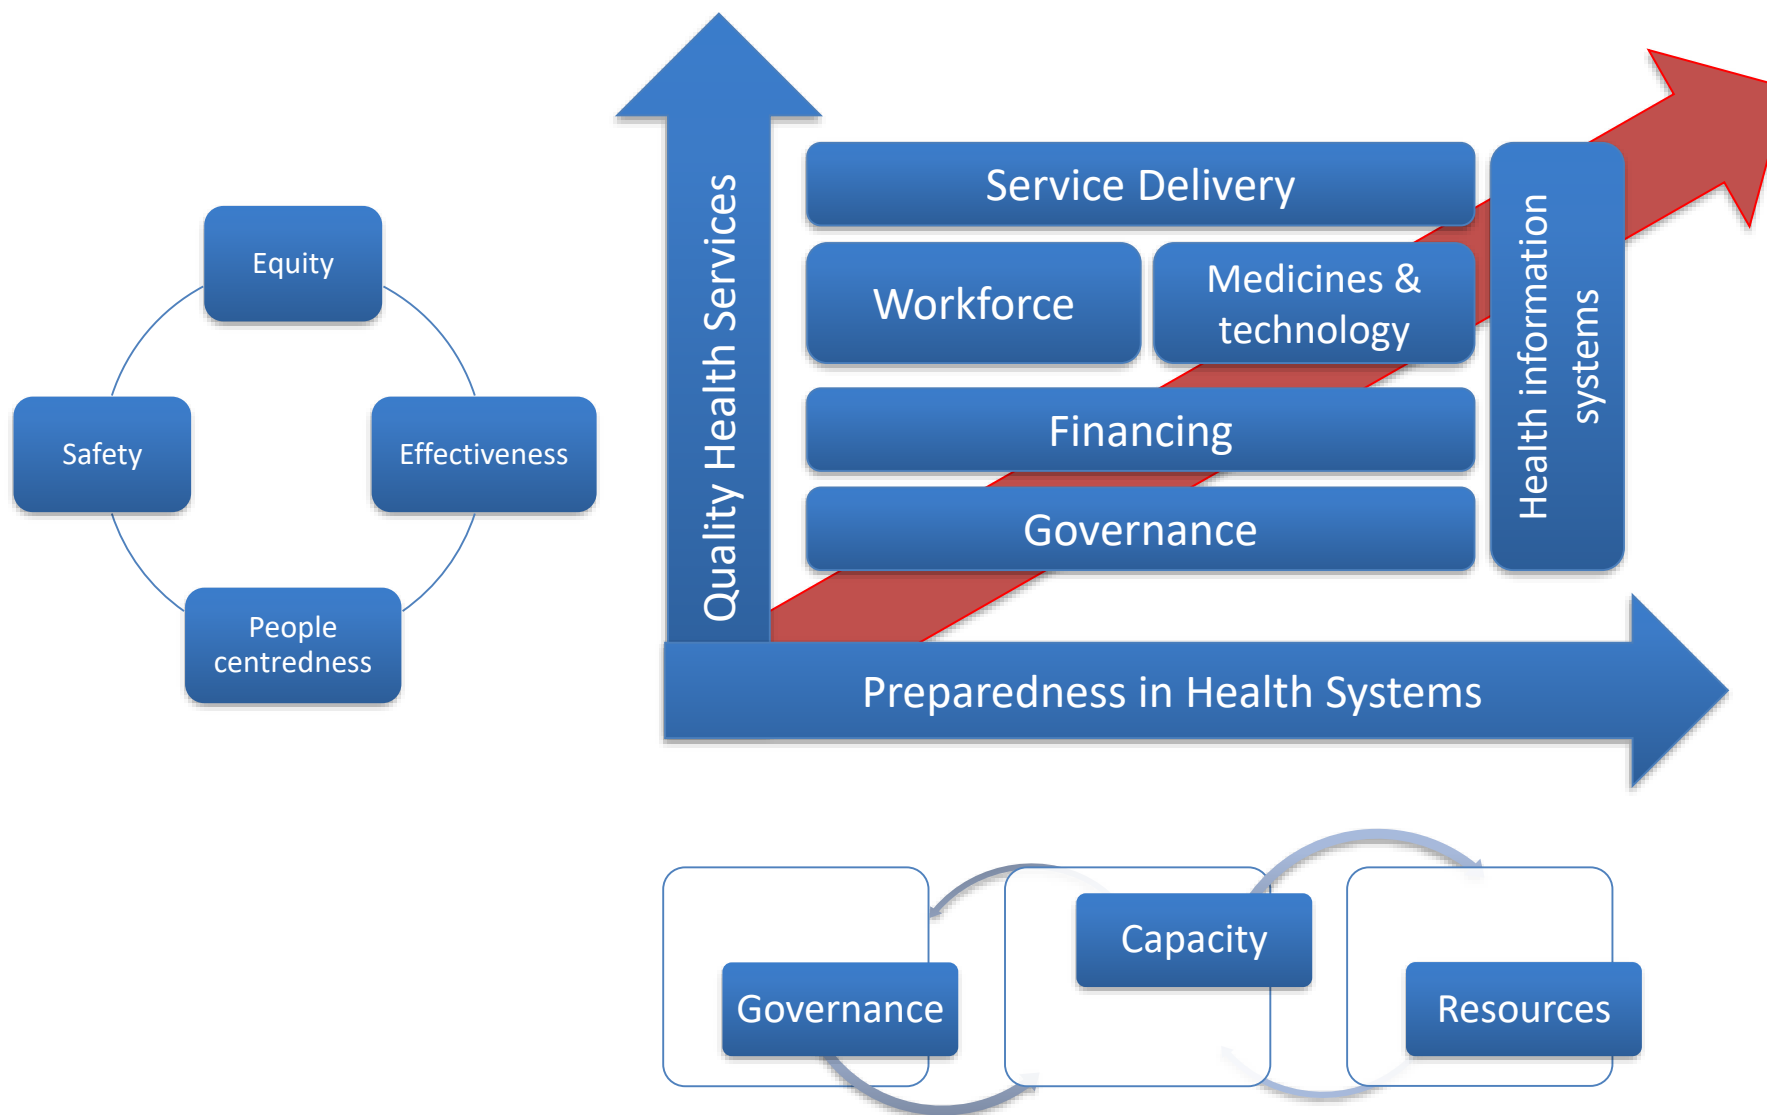 Equity
Safety
Effectiveness
People
centredness
Quality Health Services
Service Delivery
Workforce
Medicines &
technology
Financing
Governance
Health information
systems
Preparedness in Health Systems
Governance
Capacity
Resources